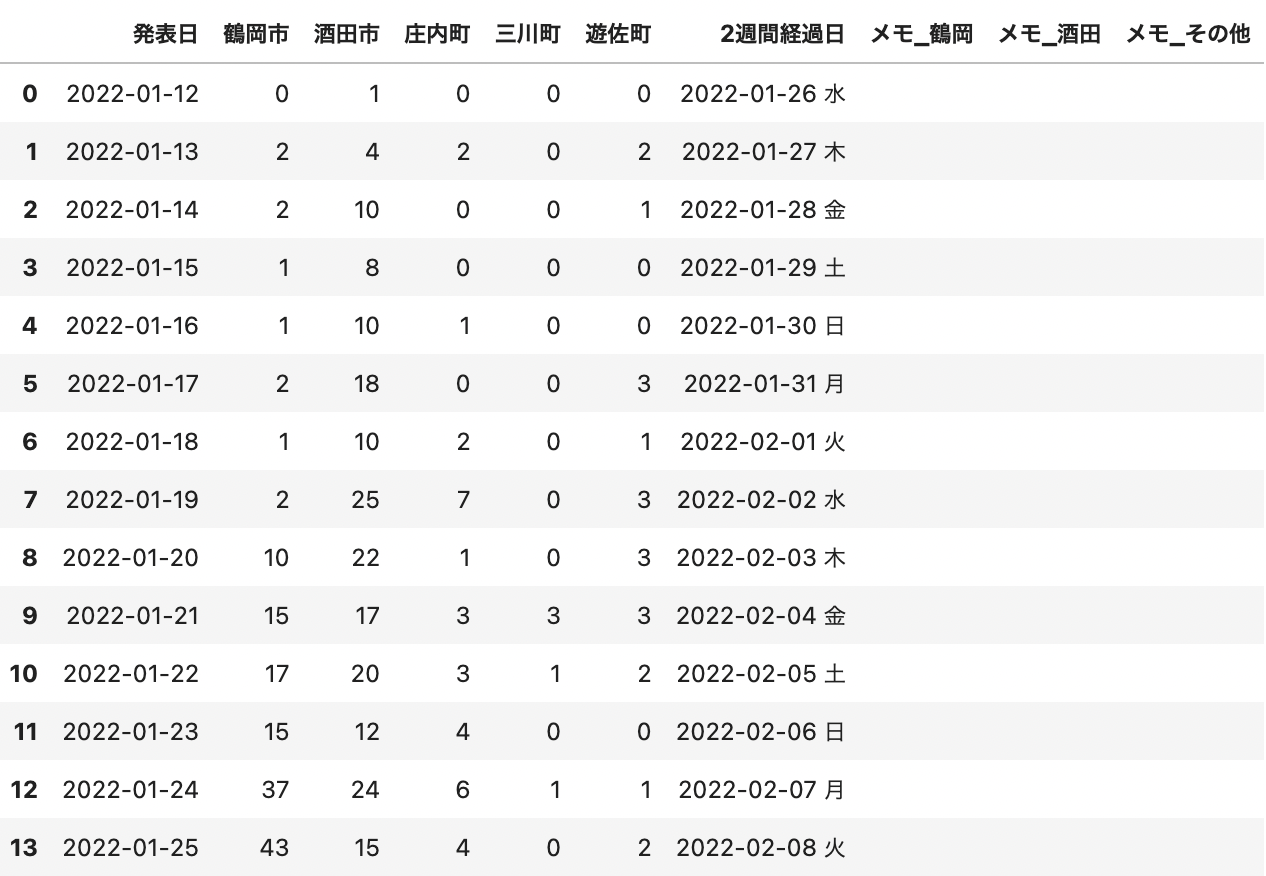 発表日 鶴岡市 酒田市 庄内町 三川町 遊佐町 2週間経過日 メモ_鶴岡 メモ_酒田 メモ_その他
0 2022-01-12 0 1 0 0 0 2022-01-26 水
1 2022-01-13 2 4 2 0 2 2022-01-27 木
2 2022-01-14 2 10 0 0 1 2022-01-28 金
3 2022-01-15 1 8 0 0 0 2022-01-29 土
4 2022-01-16 1 10 1 0 0 2022-01-30 日
5 2022-01-17 2 18 0 0 3 2022-01-31 月
6 2022-01-18 1 10 2 0 1 2022-02-01 火
7 2022-01-19 2 25 7 0 3 2022-02-02 水
8 2022-01-20 10 22 1 0 3 2022-02-03 木
9 2022-01-21 15 17 3 3 3 2022-02-04 金
10 2022-01-22 17 20 3 1 2 2022-02-05 土
11 2022-01-23 15 12 4 0 0 2022-02-06 日
12 2022-01-24 37 24 6 1 1 2022-02-07 月
13 2022-01-25 43 15 4 0 2 2022-02-08 火